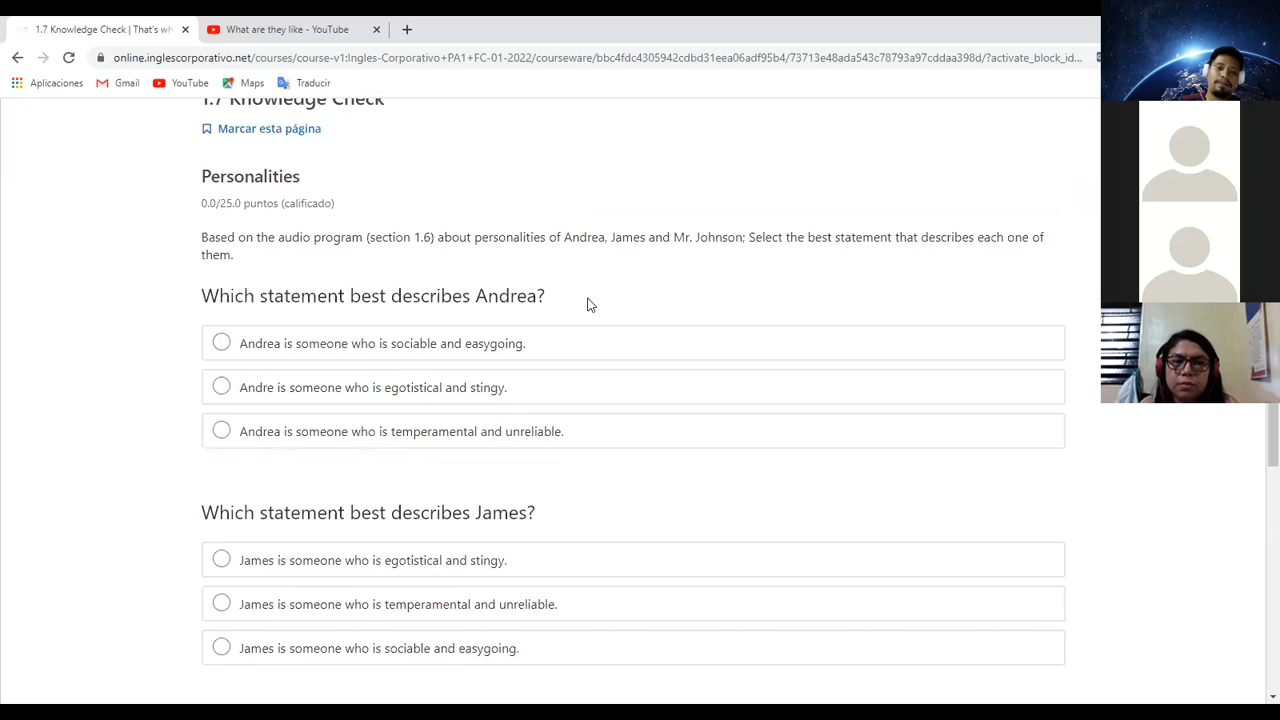 1.7 Knowledge Check | That's wh
What are they like - YouTube
online.inglescorporativo.net/courses/course-v1:Ingles-Corporativo+PA1+FC-01-2022/courseware/bbc4fdc4305942cdbd31eea06adf95b4/73713e48ada543c78793a97cddaa398d/?activate_block_id...
Aplicaciones Gmail YouTube Maps Traducir
1.7 Knowledge Check
Marcar esta página
Personalities
0.0/25.0 puntos (calificado)
Based on the audio program (section 1.6) about personalities of Andrea, James and Mr. Johnson; Select the best statement that describes each one of
them.
Which statement best describes Andrea?
Andrea is someone who is sociable and easygoing.
Andre is someone who is egotistical and stingy.
Andrea is someone who is temperamental and unreliable.
Which statement best describes James?
James is someone who is egotistical and stingy.
James is someone who is temperamental and unreliable.
James is someone who is sociable and easygoing.